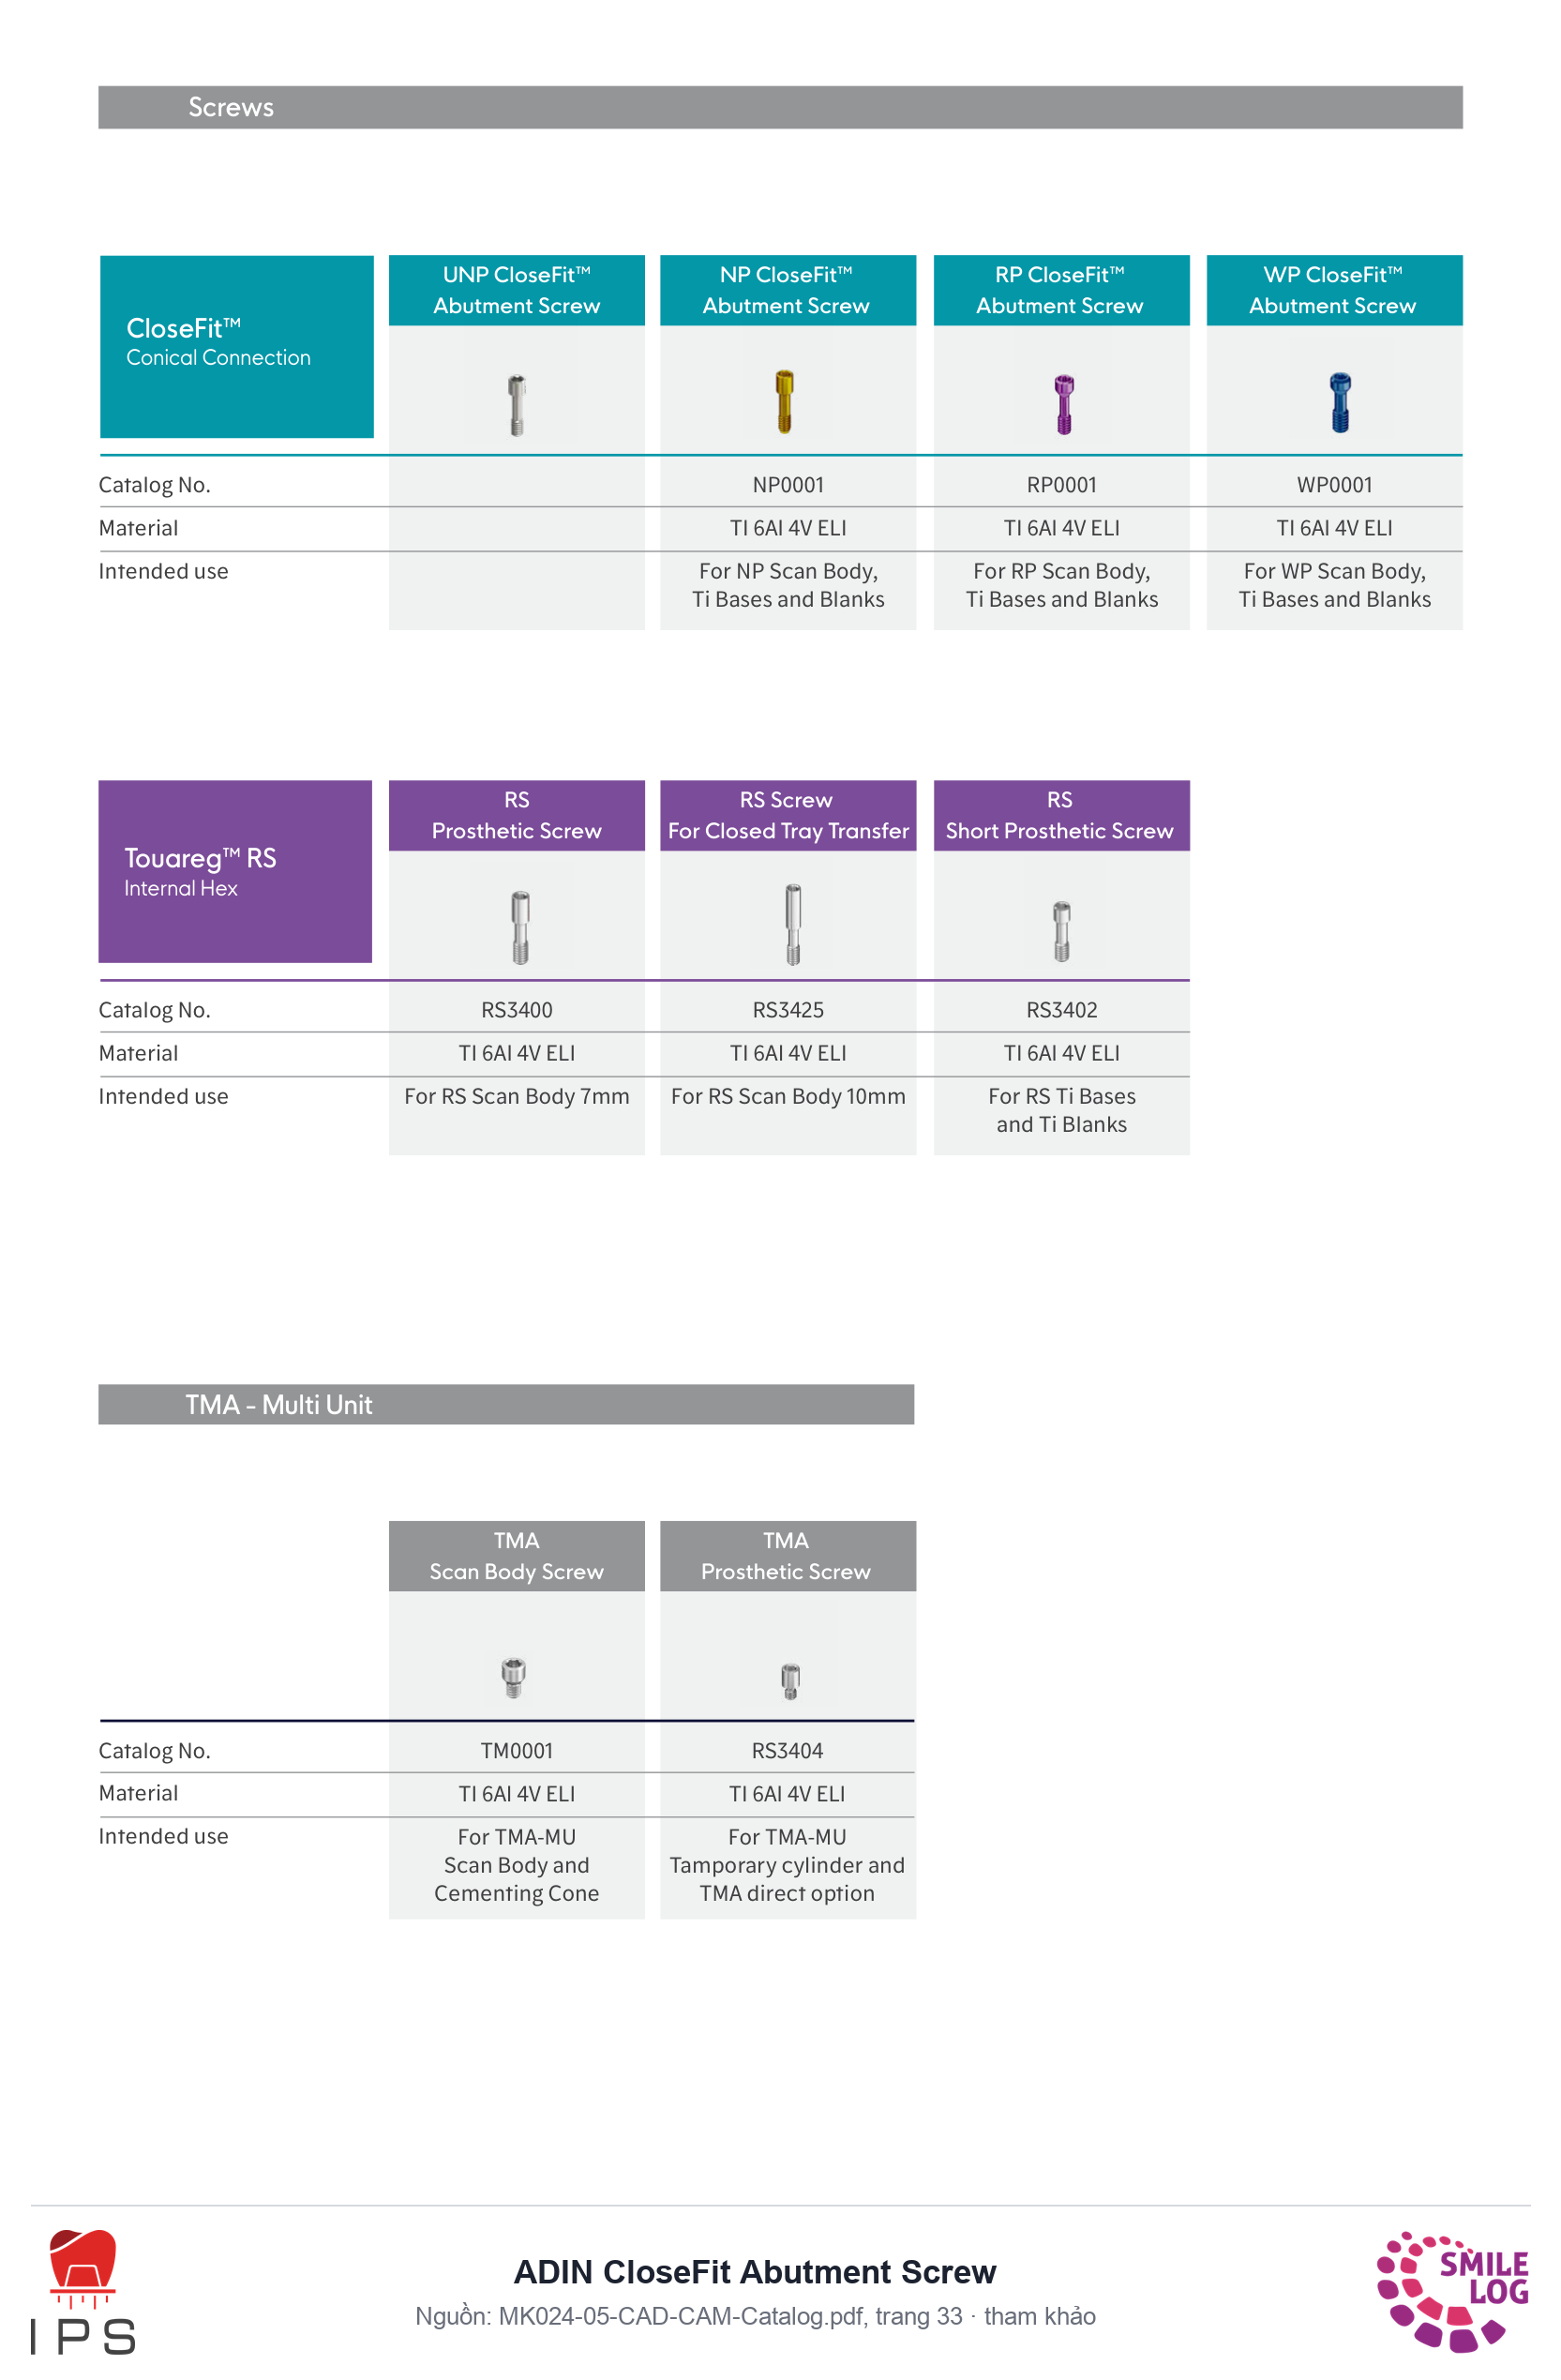 Screws
CloseFit™
Conical Connection
UNP CloseFit™
Abutment Screw
NP CloseFit™
Abutment Screw
RP CloseFit™
Abutment Screw
WP CloseFit™
Abutment Screw
Catalog No.
NP0001
RP0001
WP0001
Material
TI 6AI 4V ELI
TI 6AI 4V ELI
TI 6AI 4V ELI
Intended use
For NP Scan Body,
Ti Bases and Blanks
For RP Scan Body,
Ti Bases and Blanks
For WP Scan Body,
Ti Bases and Blanks
Touareg™ RS
Internal Hex
RS
Prosthetic Screw
RS Screw
For Closed Tray Transfer
RS
Short Prosthetic Screw
Catalog No.
RS3400
RS3425
RS3402
Material
TI 6AI 4V ELI
TI 6AI 4V ELI
TI 6AI 4V ELI
Intended use
For RS Scan Body 7mm
For RS Scan Body 10mm
For RS Ti Bases
and Ti Blanks
TMA - Multi Unit
TMA
Scan Body Screw
TMA
Prosthetic Screw
Catalog No.
TM0001
RS3404
Material
TI 6AI 4V ELI
TI 6AI 4V ELI
Intended use
For TMA-MU
Scan Body and
Cementing Cone
For TMA-MU
Tamporary cylinder and
TMA direct option
IPS
ADIN CloseFit Abutment Screw
Nguồn: MK024-05-CAD-CAM-Catalog.pdf, trang 33 · tham khảo
SMILE
LOG